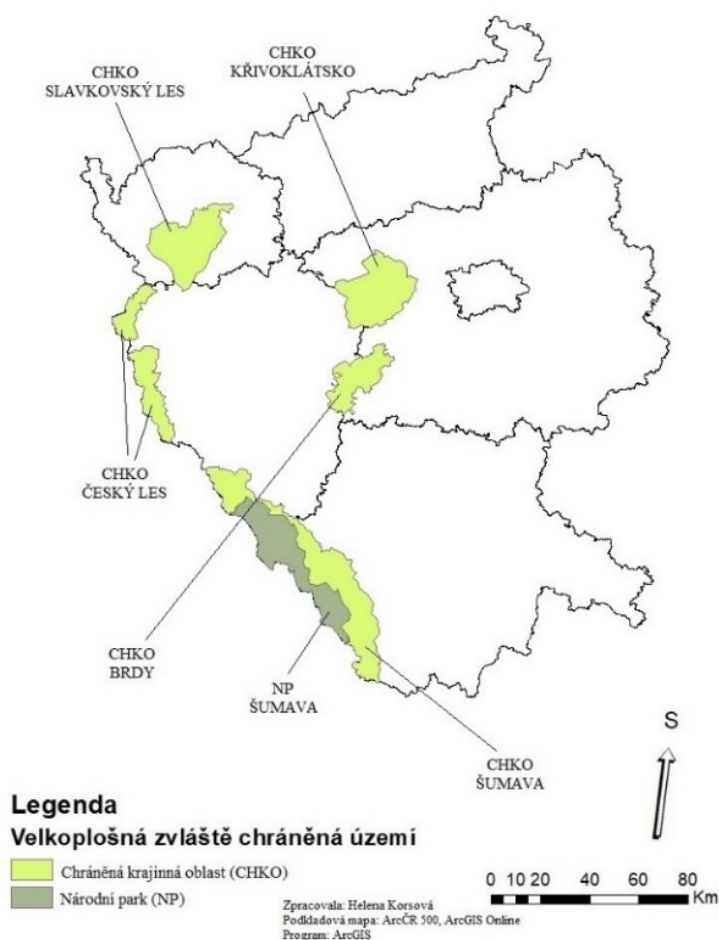 CHKO
SLAVKOVSKÝ LES
CHKO
KŘIVOKLÁTSKO
CHKO
ČESKÝ LES
CHKO
BRDY
NP
ŠUMAVA
CHKO
ŠUMAVA
S
Legenda
Velkoplošná zvláště chráněná území
Chráněná krajinná oblast (CHKO)
Národní park (NP)
0 10 20 40 60 80
Km
Zpracovala: Helena Korsová
Podkladová mapa: ArcČR 500, ArcGIS Online
Program: ArcGIS